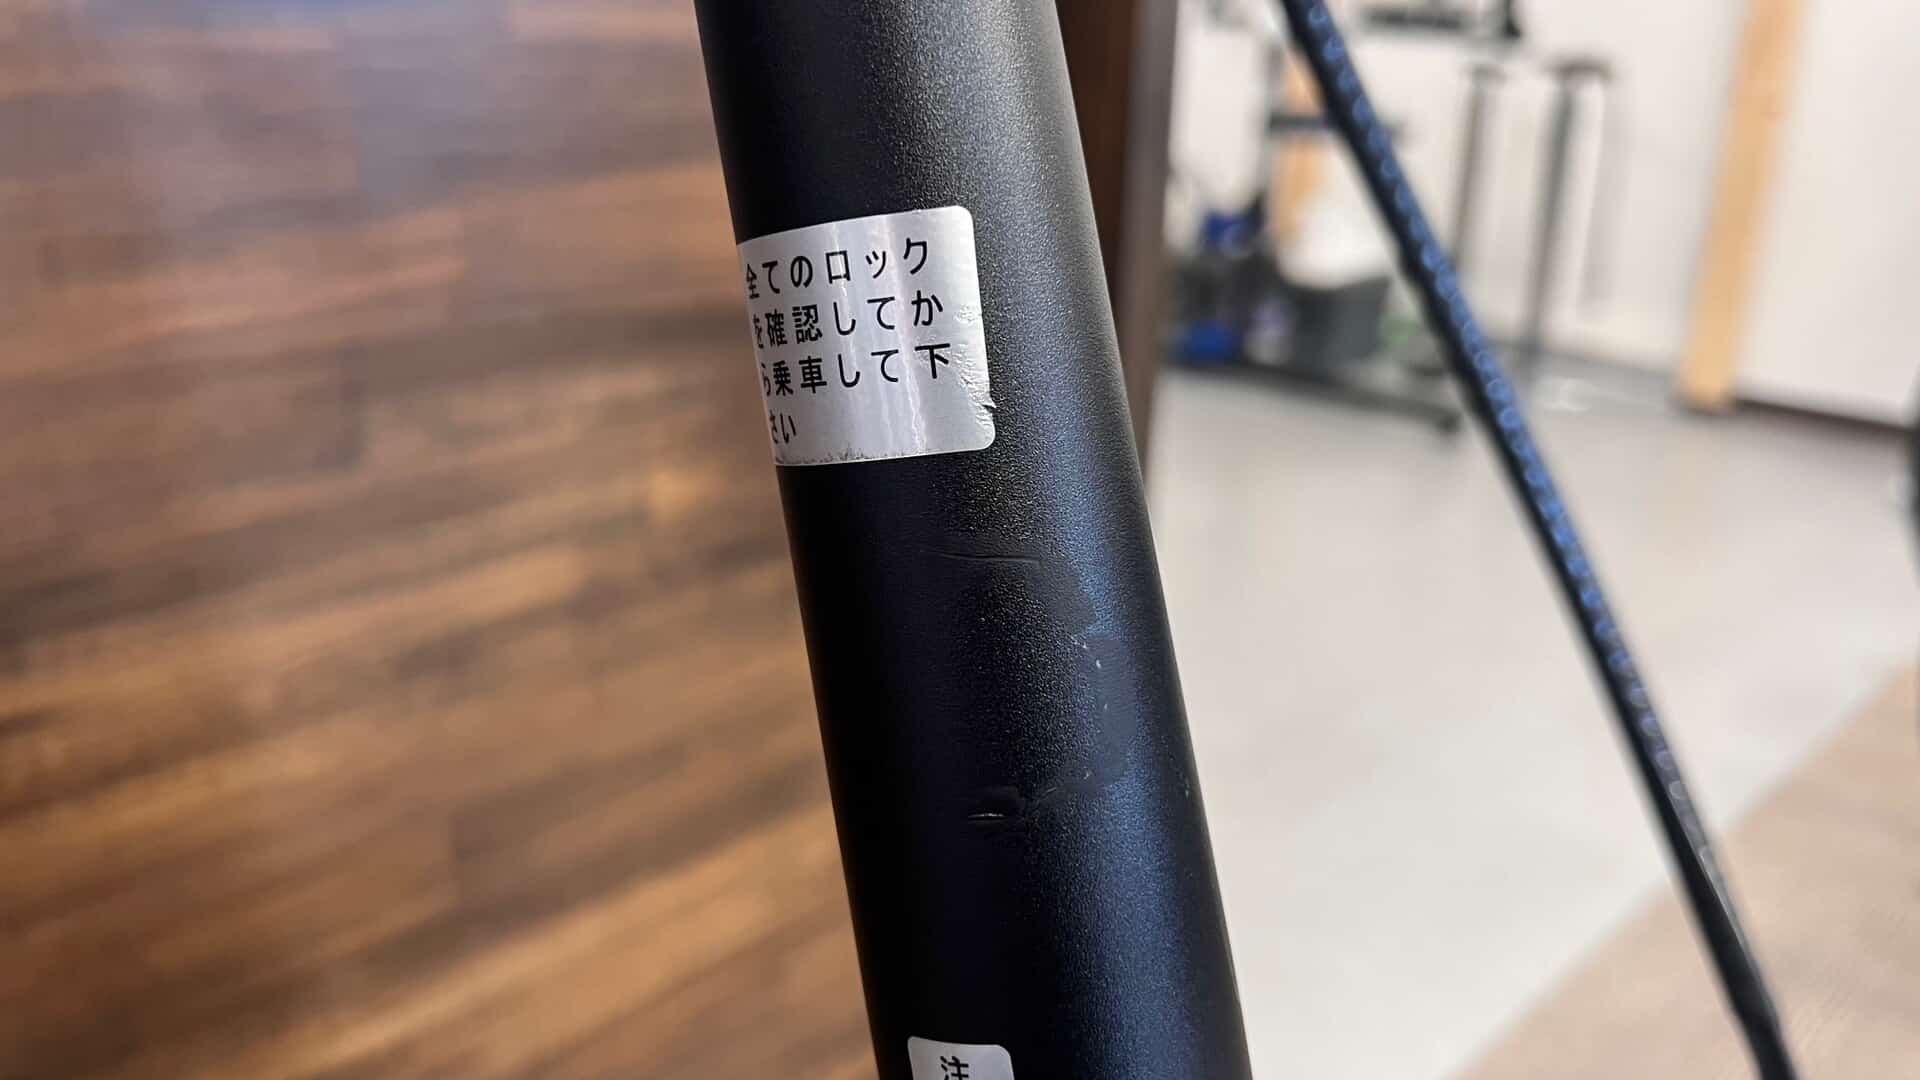 全てのロック
を確認してか
ら乗車して下
さい
注